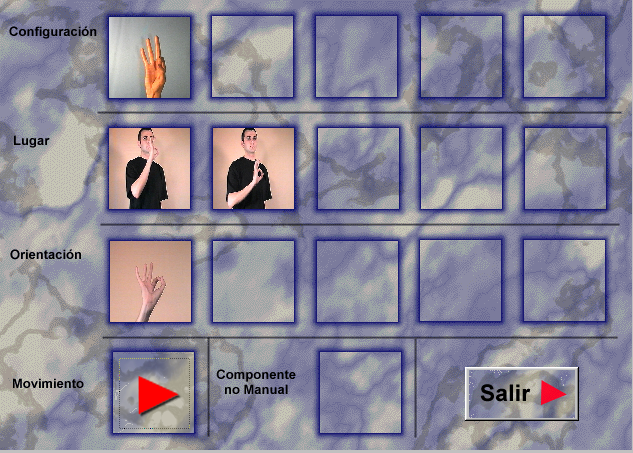 Configuración
Lugar
Orientación
Movimiento
Componente
no Manual
Salir